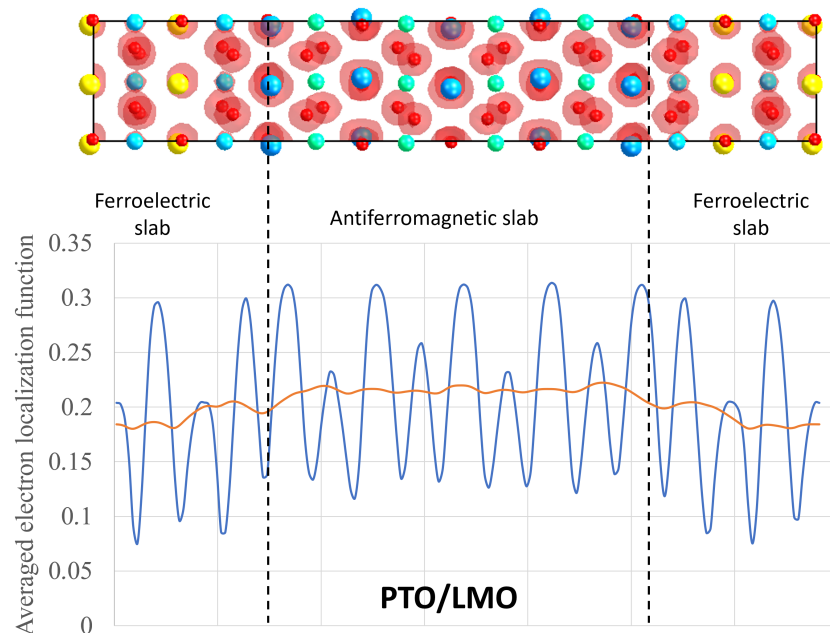 Ferroelectric
slab
Antiferromagnetic slab
Ferroelectric
slab
Averaged electron localization function
0.35
0.3
0.25
0.2
0.15
0.1
0.05
0
PTO/LMO